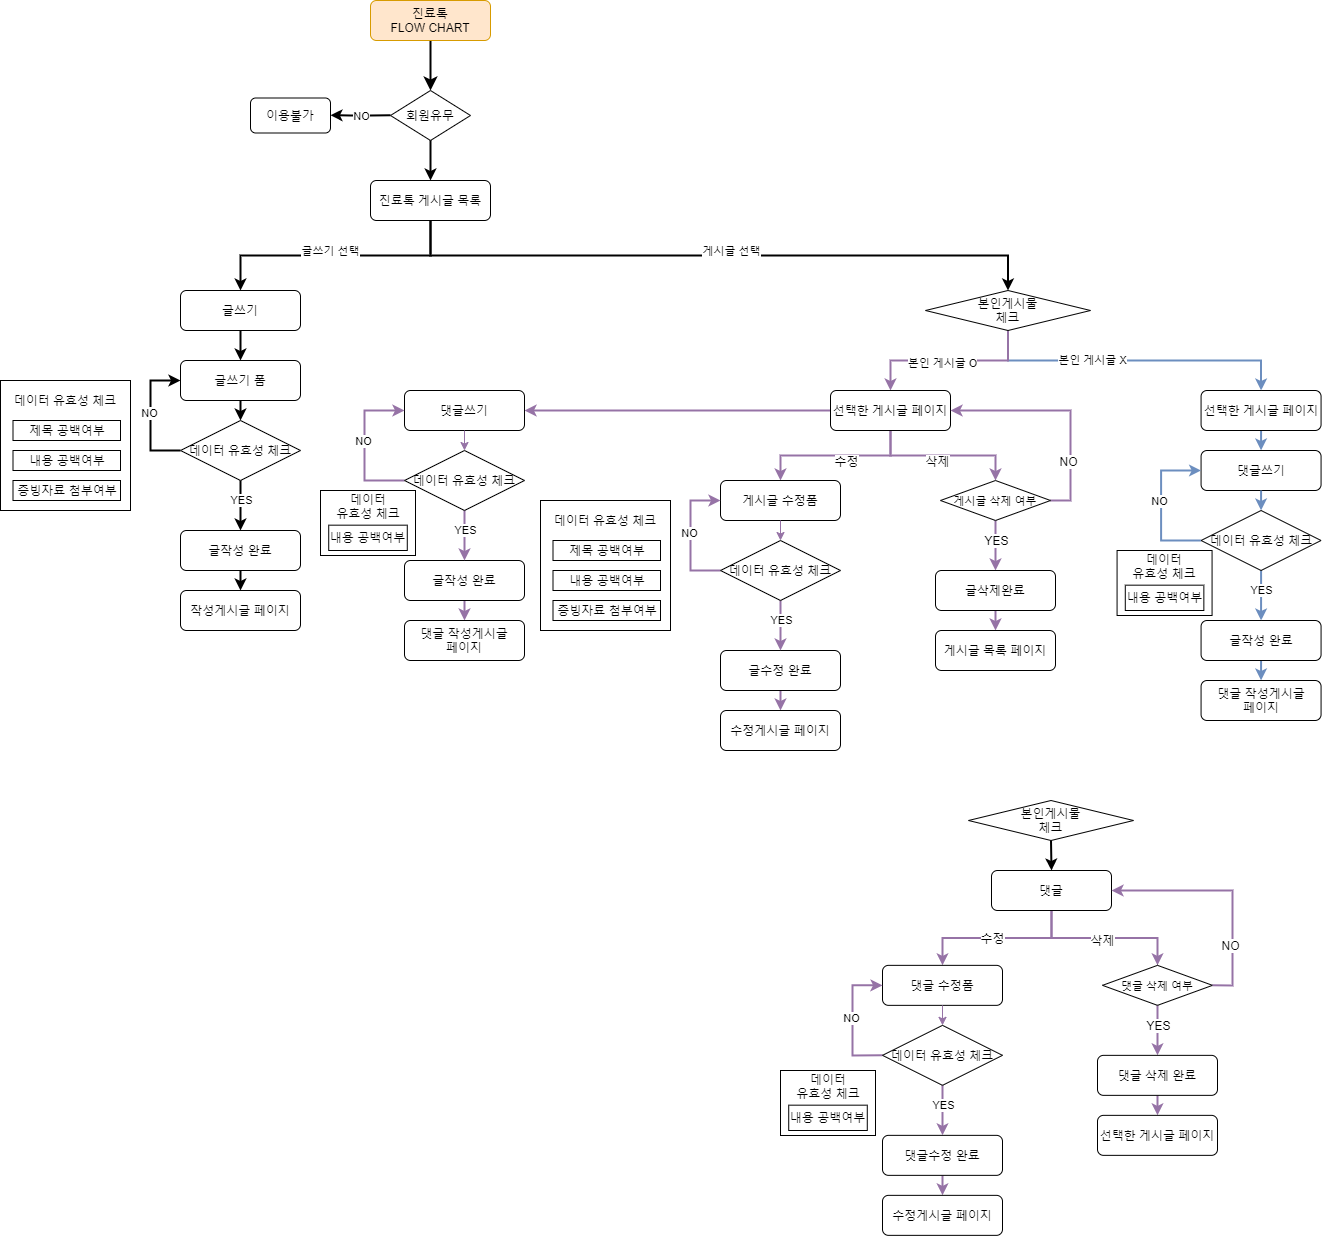 진료톡
FLOW CHART
회원유무
NO
이용불가
진료톡 게시글 목록
글쓰기 선택
게시글 선택
글쓰기
글쓰기 폼
NO
데이터 유효성 체크
YES
글작성 완료
작성게시글 페이지
데이터 유효성 체크
제목 공백여부
내용 공백여부
증빙자료 첨부여부
본인게시물
체크
본인 게시글 O
본인 게시글 X
선택한 게시글 페이지
댓글쓰기
NO
데이터 유효성 체크
YES
글작성 완료
댓글 작성게시글
페이지
데이터
유효성 체크
내용 공백여부
수정
삭제
게시글 수정폼
NO
데이터 유효성 체크
YES
글수정 완료
수정게시글 페이지
데이터 유효성 체크
제목 공백여부
내용 공백여부
증빙자료 첨부여부
게시글 삭제 여부
NO
YES
글삭제완료
게시글 목록 페이지
선택한 게시글 페이지
댓글쓰기
NO
데이터 유효성 체크
YES
글작성 완료
댓글 작성게시글
페이지
데이터
유효성 체크
내용 공백여부
본인게시물
체크
댓글
수정
삭제
댓글 수정폼
NO
데이터 유효성 체크
YES
댓글수정 완료
수정게시글 페이지
데이터
유효성 체크
내용 공백여부
댓글 삭제 여부
NO
YES
댓글 삭제 완료
선택한 게시글 페이지